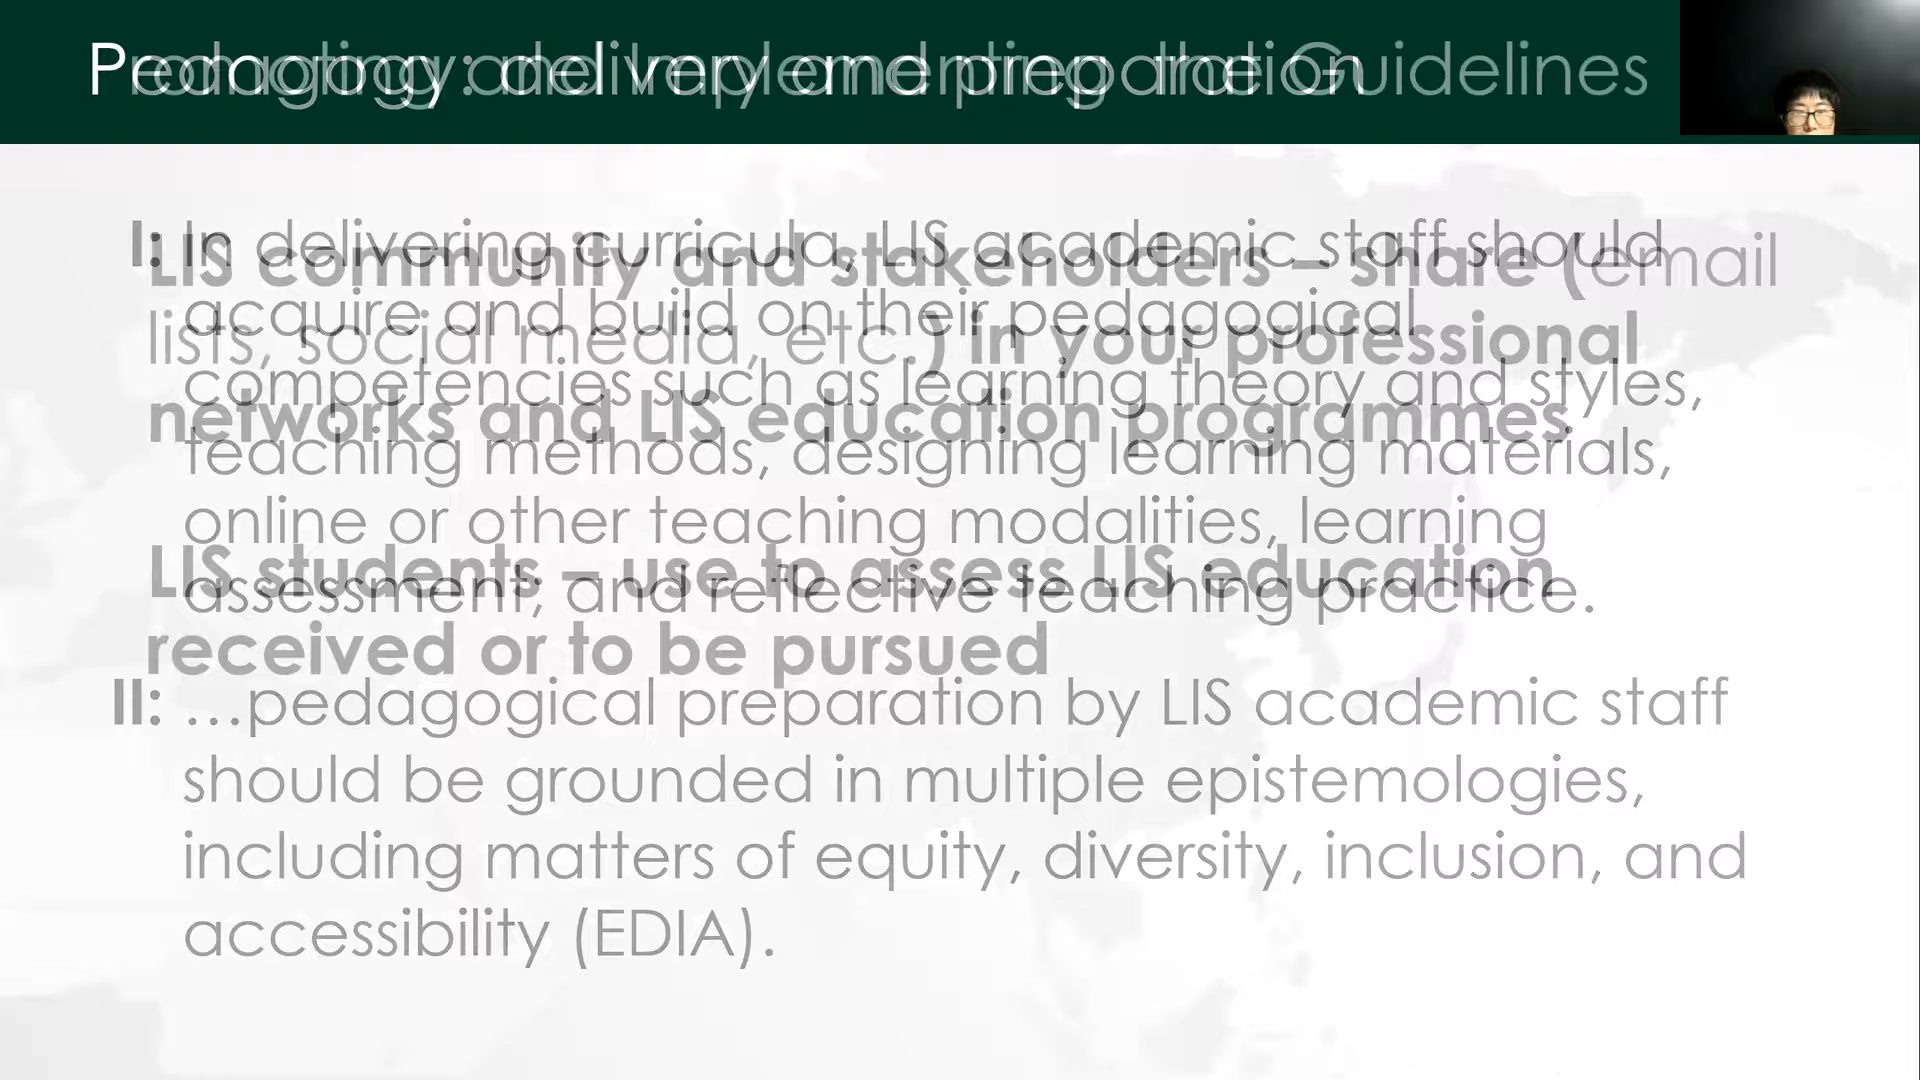 Pedagogy: delivery and preparation
Promoting and Implementing the Guidelines
I: In delivering curricula, LIS academic staff should
acquire and build on their pedagogical
competencies such as learning theory and styles,
teaching methods, designing learning materials,
online or other teaching modalities, learning
assessment; and reflective teaching practice.
II: …pedagogical preparation by LIS academic staff
should be grounded in multiple epistemologies,
including matters of equity, diversity, inclusion, and
accessibility (EDIA).
LIS community and stakeholders – share (email
lists, social media, etc.) in your professional
networks and LIS education programmes
LIS students – use to assess LIS education
received or to be pursued